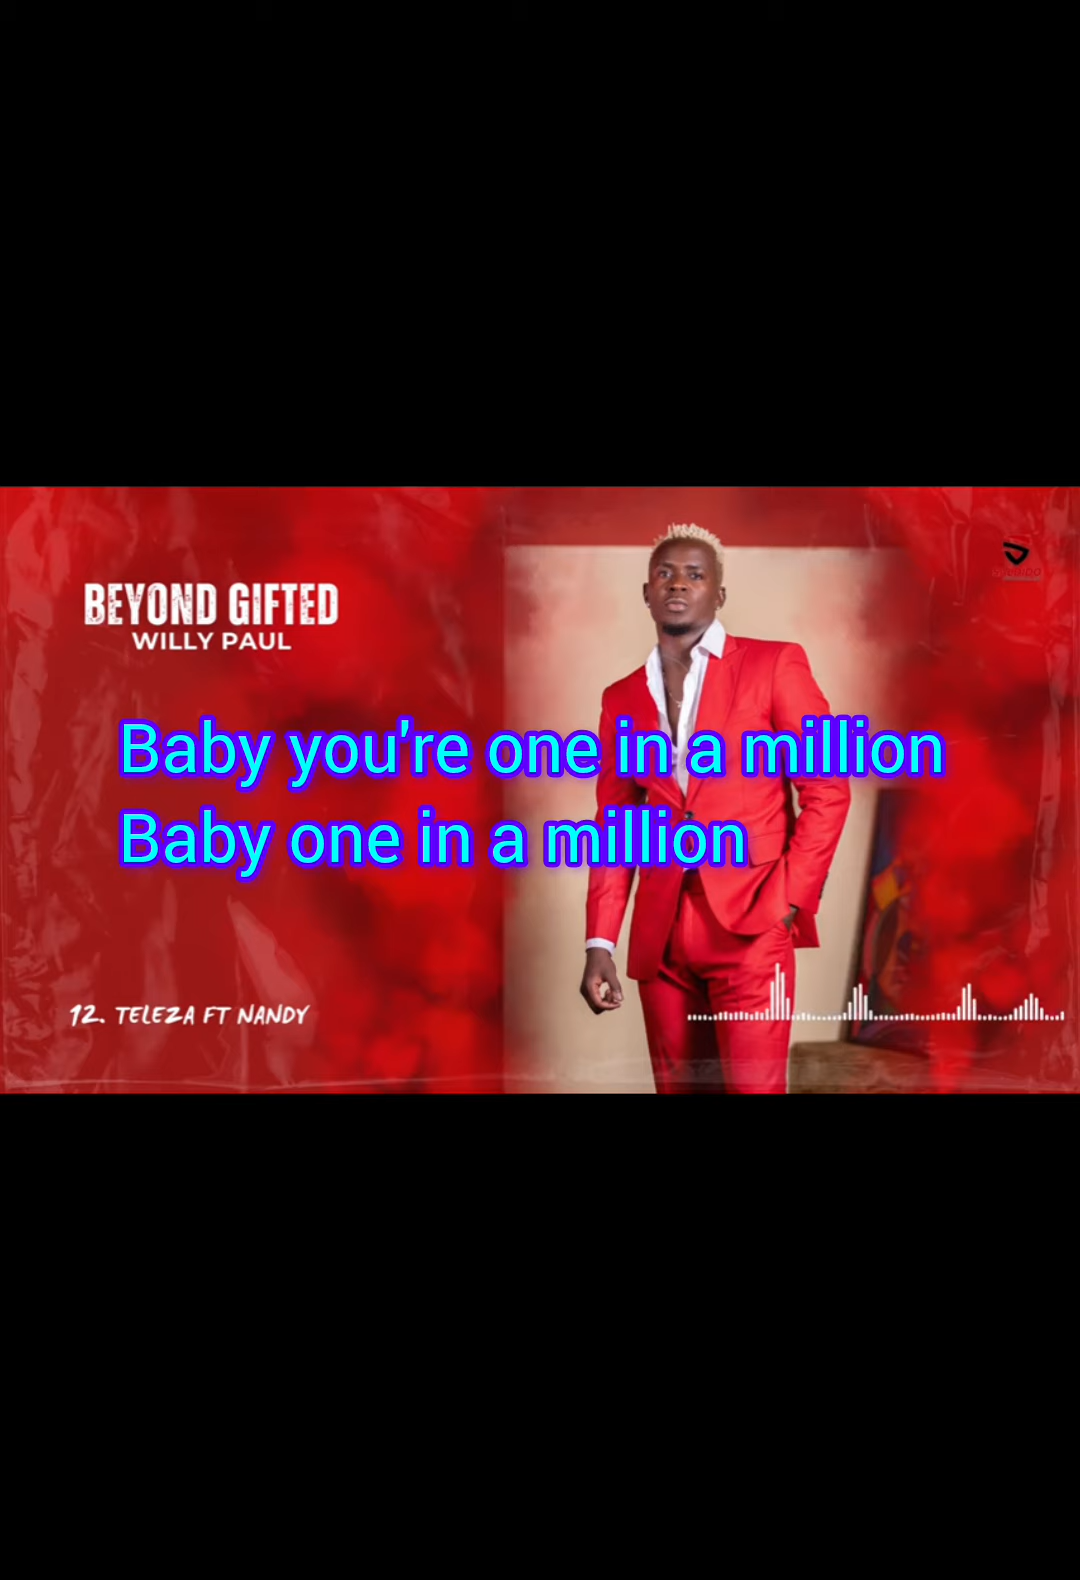 BEYOND GIFTED
WILLY PAUL
Baby you're one in a million
Baby one in a million
12. TELEZA FT NANDY